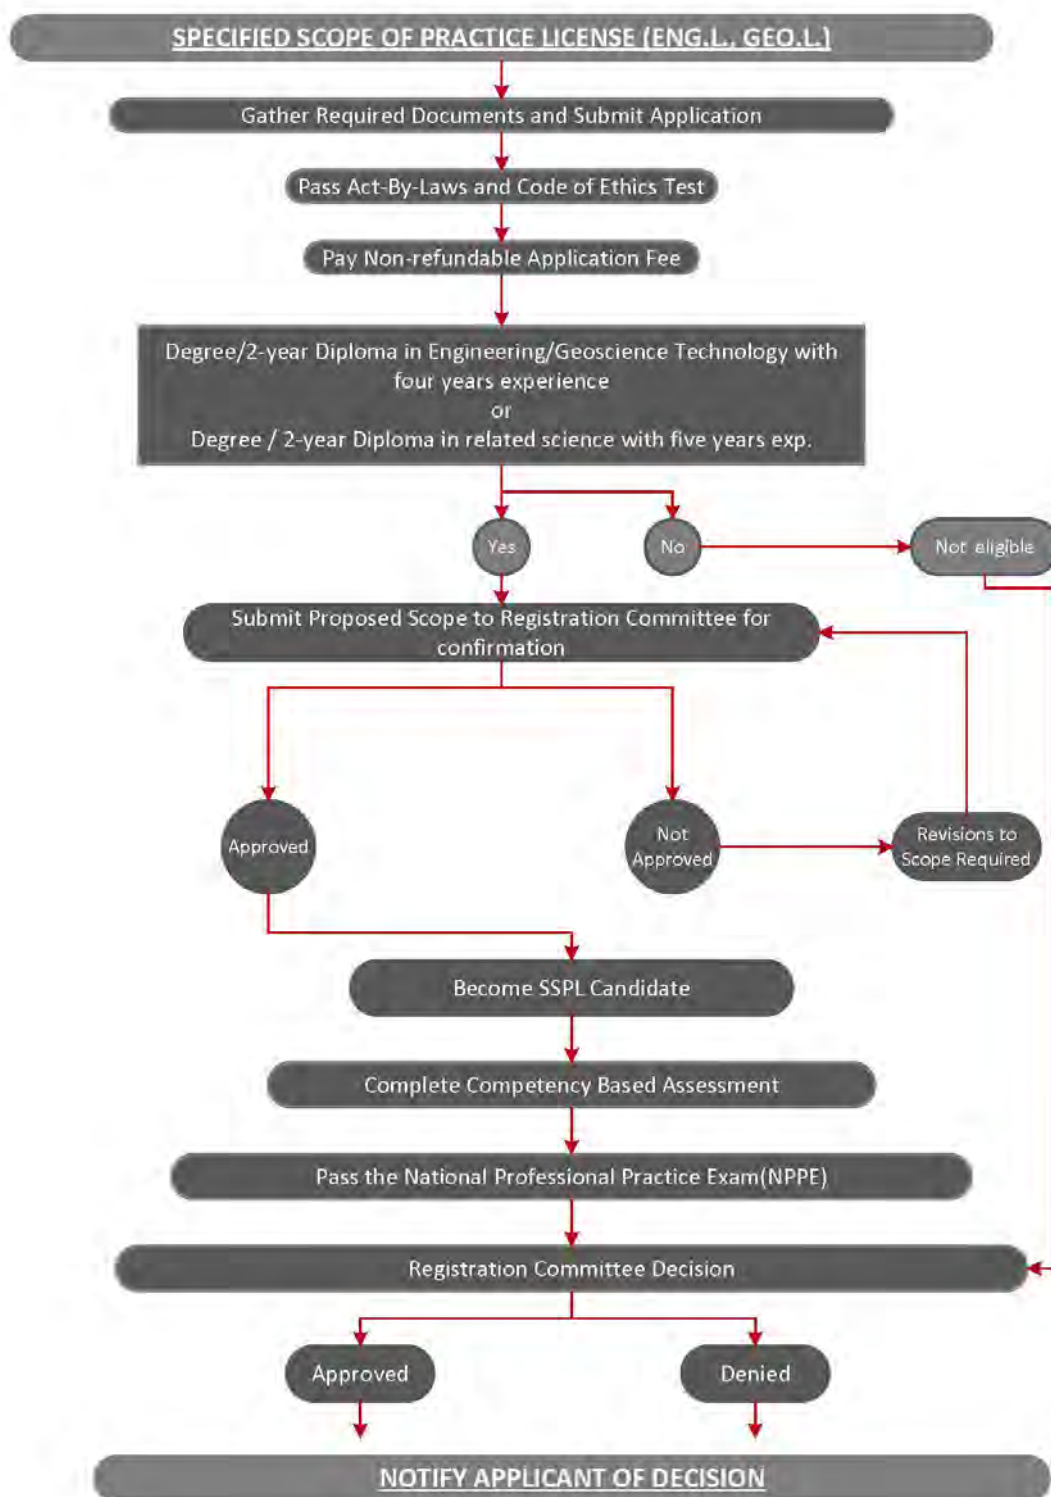 SPECIFIED SCOPE OF PRACTICE LICENSE (ENG.L., GEO.L.)
Gather Required Documents and Submit Application
Pass Act-By-Laws and Code of Ethics Test
Pay Non-refundable Application Fee
Degree/2-year Diploma in Engineering/Geoscience Technology with
four years experience
or
Degree / 2-year Diploma in related science with five years exp.
Yes
No
Not eligible
Submit Proposed Scope to Registration Committee for
confirmation
Approved
Not
Approved
Revisions to
Scope Required
Become SSPL Candidate
Complete Competency Based Assessment
Pass the National Professional Practice Exam(NPPE)
Registration Committee Decision
Approved
Denied
NOTIFY APPLICANT OF DECISION